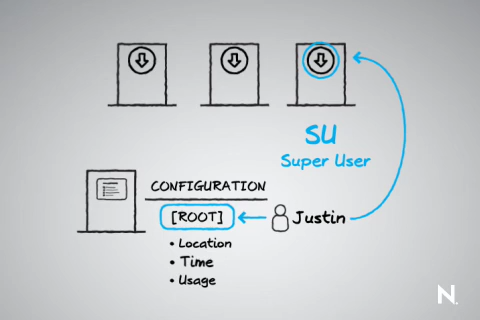 SU
Super User
CONFIGURATION
[ROOT]
Justin
• Location
• Time
• Usage
N.